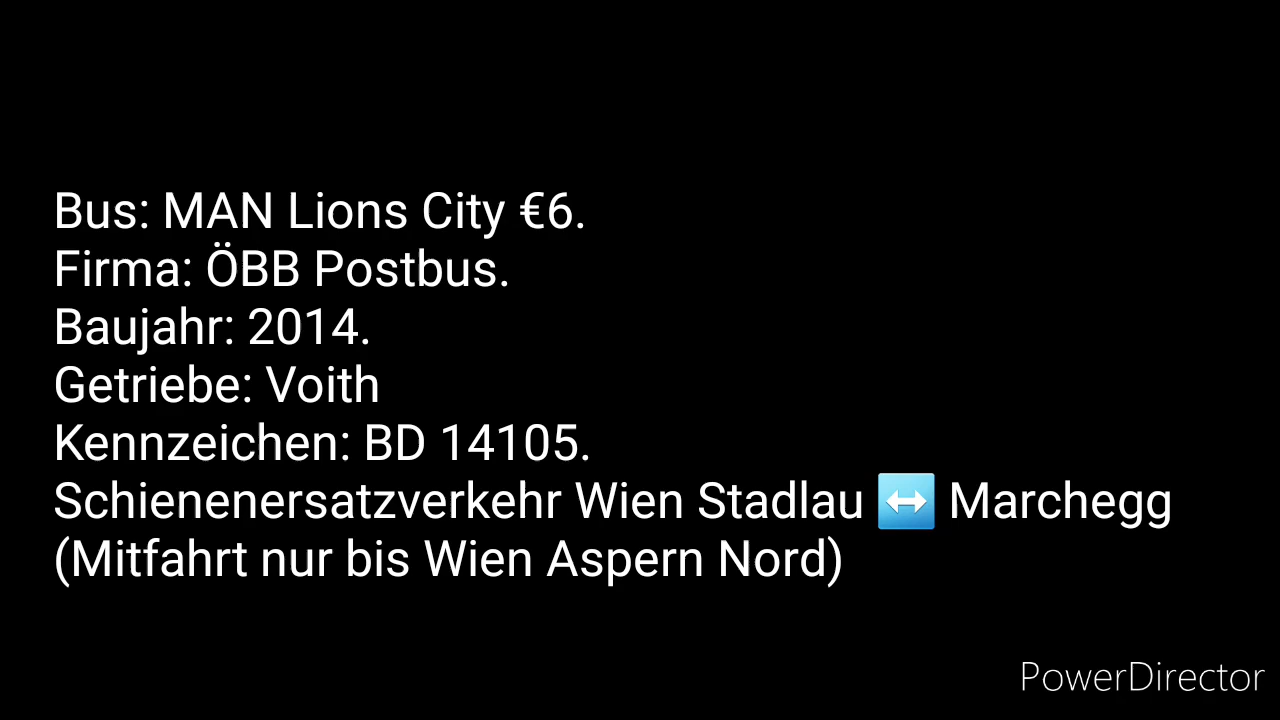 Bus: MAN Lions City €6.
Firma: ÖBB Postbus.
Baujahr: 2014.
Getriebe: Voith
Kennzeichen: BD 14105.
Schienenersatzverkehr Wien Stadlau ↔️ Marchegg
(Mitfahrt nur bis Wien Aspern Nord)
PowerDirector